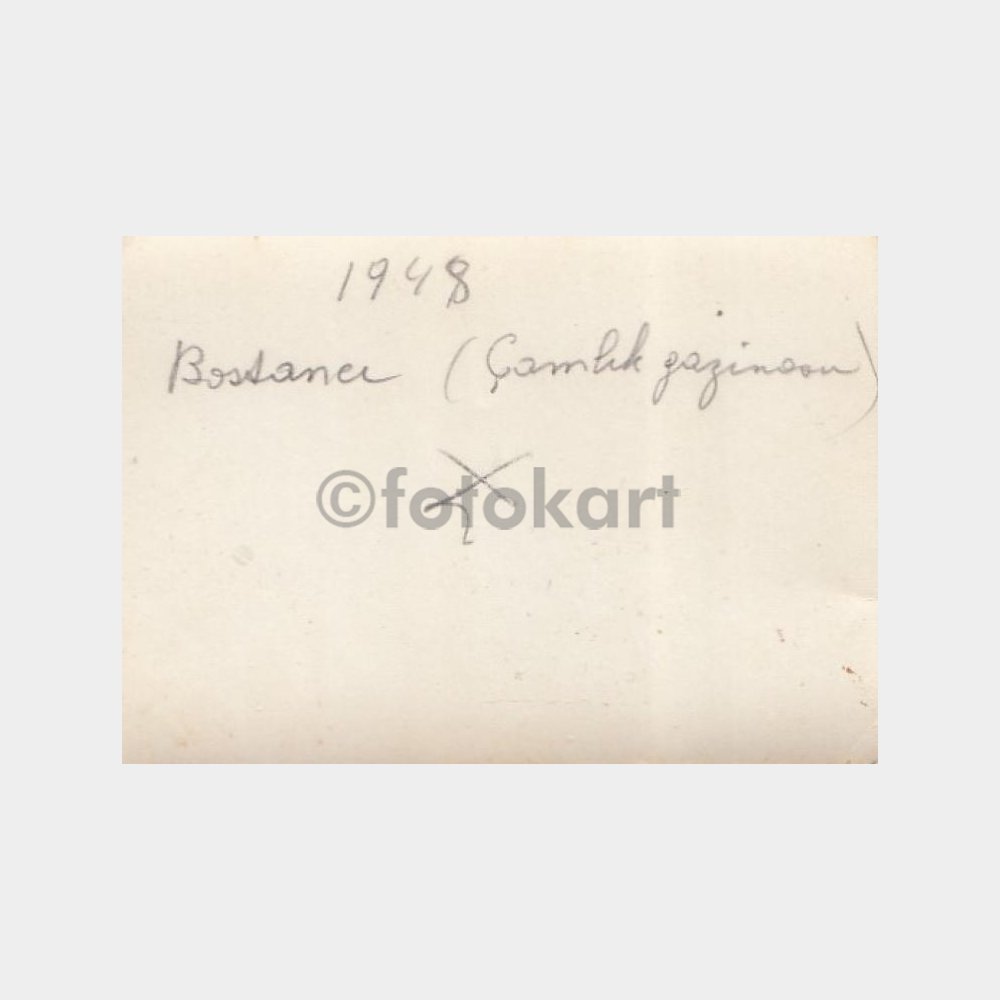 1948
Bostancı (Çamlık gazinosu)
©fotokart